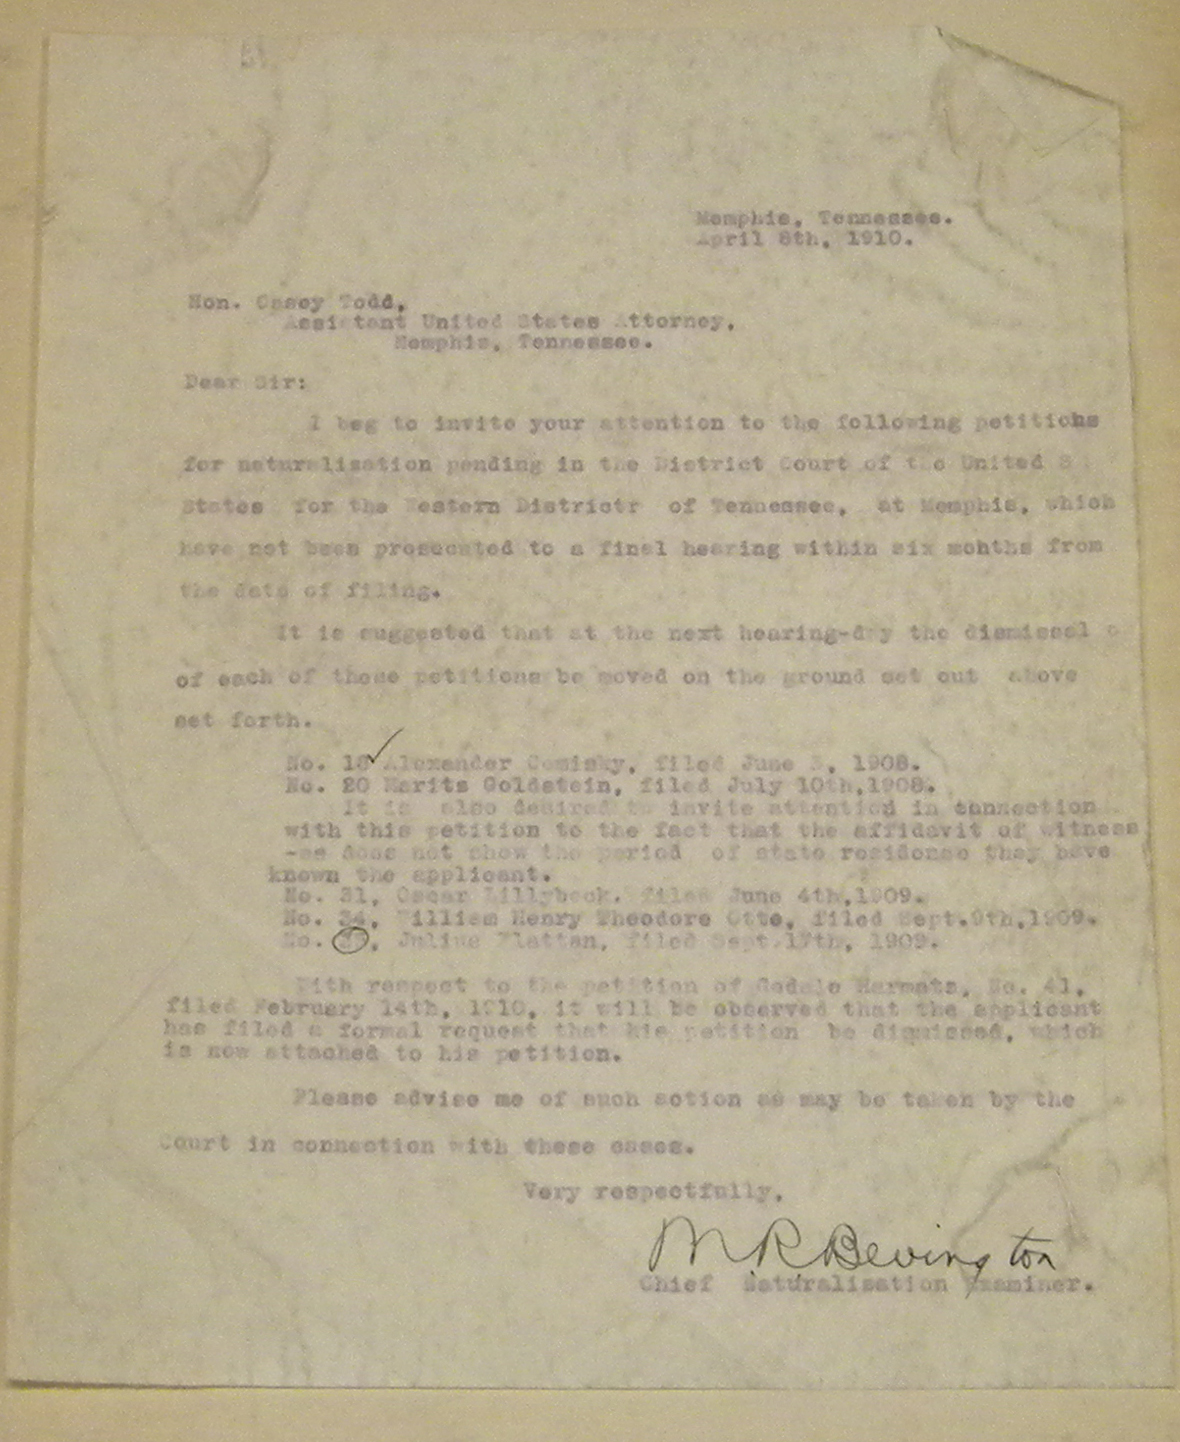 Memphis, Tennessee.
April 8th, 1910.
Hon. Casey Todd,
Assistant United States Attorney,
Memphis, Tennessee.
Dear Sir:
I beg to invite your attention to the following petitions
for naturalization pending in the District Court of the United S
States for the Western Districtr of Tennessee, at Memphis, which
have not been prosecuted to a final hearing within six months from
the date of filing.
It is suggested that at the next hearing-day the dismissal o
of each of these petitions be moved on the ground set out above
set forth.
No. 18 Alexander Comisky, filed June 1908.
No. 20 Marits Goldstein, filed July 10th,1908.
It is also desired to invite attention in connection
with this petition to the fact that the affidavit of witness
-es does not show the period of state residence they have
known the applicant.
No. 31, Oscar Lillybeck. filed June 4th,1909.
No. 34, William Henry Theodore Otto, filed Sept.9th,1909.
No. Julius Flattan, filed Sept.17th, 1909.
With respect to the petition of Gedale Harmats, No. 41,
filed February 14th, 1910, it will be observed that the applicant
has filed a formal request that his petition be dismissed, which
is now attached to his petition.
Please advise me of such action as may be taken by the
Court in connection with these cases.
Very respectfully,
M R Bevington
Chief Naturalization Examiner.